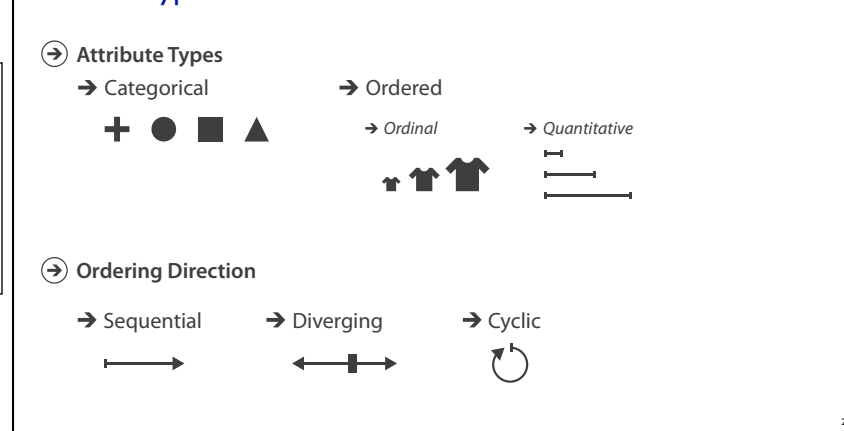 Attribute Types
Categorical Ordered
Ordinal Quantitative
Ordering Direction
Sequential Diverging Cyclic